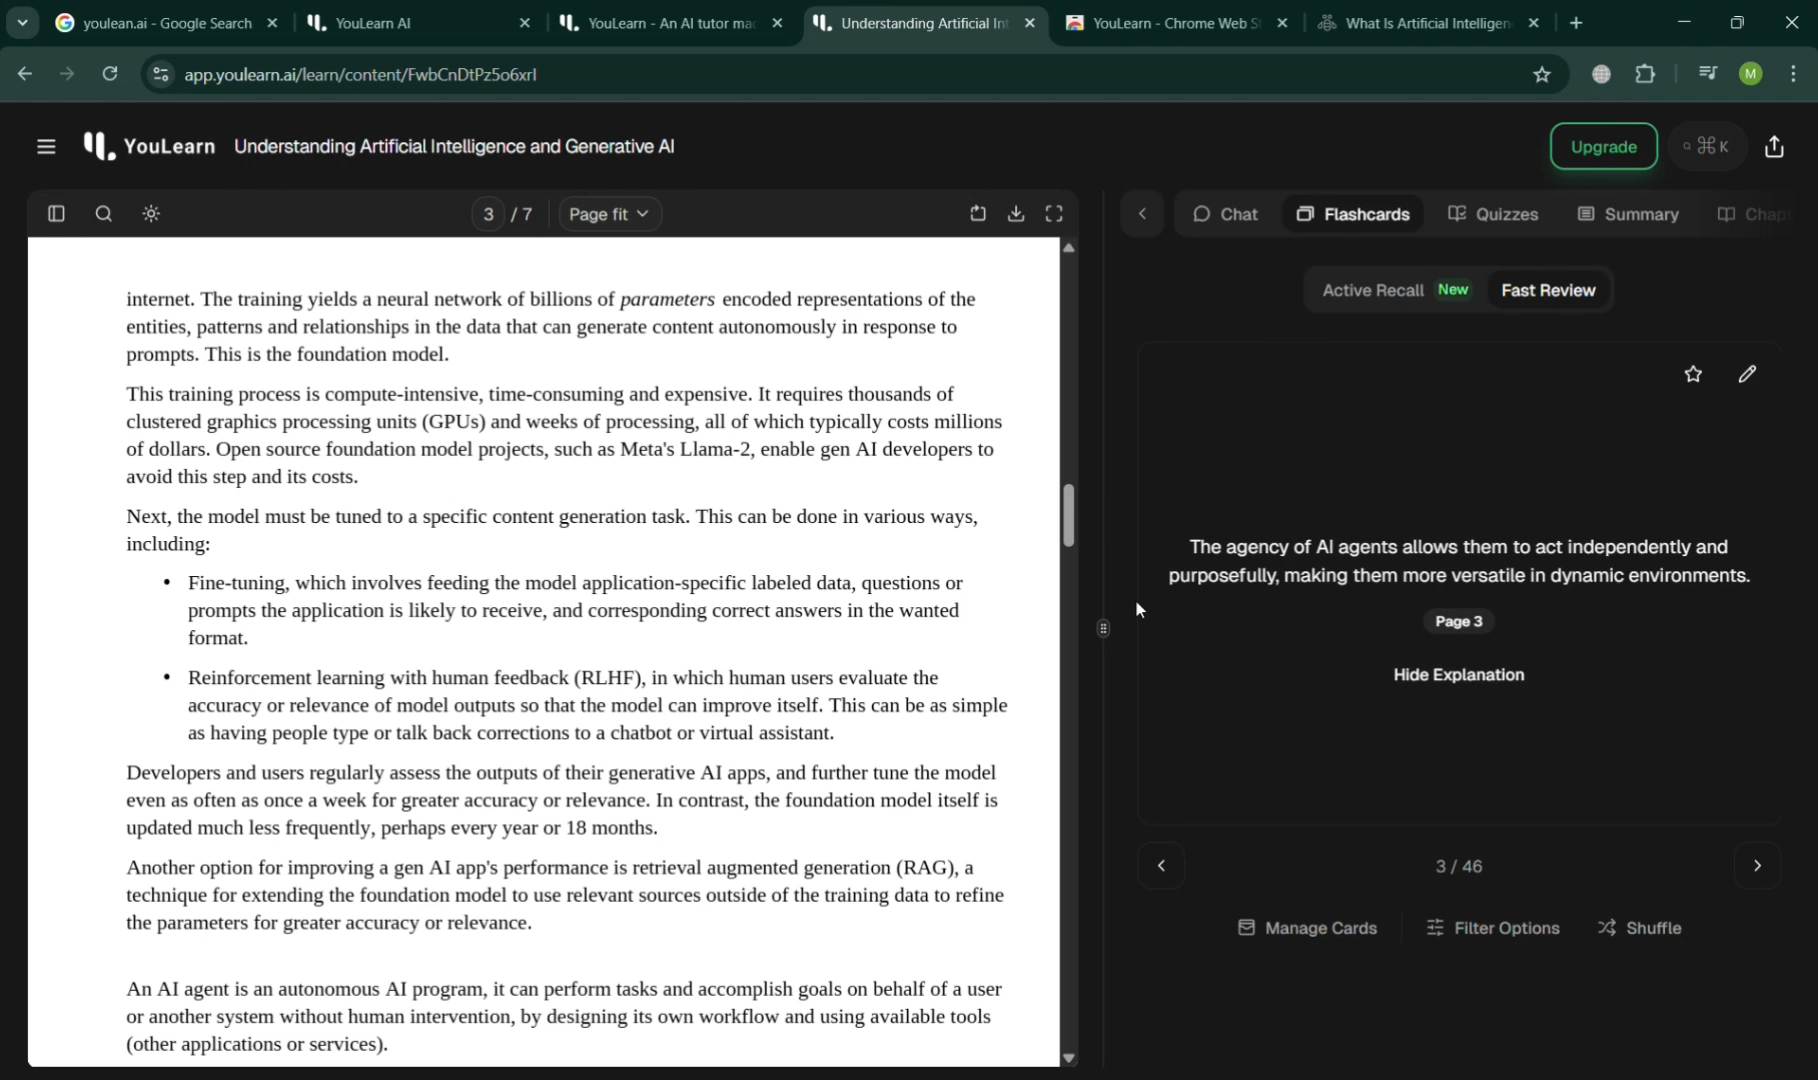 youlean.ai - Google Search
YouLearn AI
YouLearn - An AI tutor ma
Understanding Artificial Int
YouLearn - Chrome Web St
What Is Artificial Intelligen
app.youlearn.ai/learn/content/FwbCnDtPz5o6xrl
M
YouLearn Understanding Artificial Intelligence and Generative AI
Upgrade
⌘ K
3 / 7
Page fit
Chat
Flashcards
Quizzes
Summary
Chapt
Active Recall New
Fast Review
internet. The training yields a neural network of billions of parameters encoded representations of the
entities, patterns and relationships in the data that can generate content autonomously in response to
prompts. This is the foundation model.
This training process is compute-intensive, time-consuming and expensive. It requires thousands of
clustered graphics processing units (GPUs) and weeks of processing, all of which typically costs millions
of dollars. Open source foundation model projects, such as Meta's Llama-2, enable gen AI developers to
avoid this step and its costs.
Next, the model must be tuned to a specific content generation task. This can be done in various ways,
including:
• Fine-tuning, which involves feeding the model application-specific labeled data, questions or
prompts the application is likely to receive, and corresponding correct answers in the wanted
format.
• Reinforcement learning with human feedback (RLHF), in which human users evaluate the
accuracy or relevance of model outputs so that the model can improve itself. This can be as simple
as having people type or talk back corrections to a chatbot or virtual assistant.
Developers and users regularly assess the outputs of their generative AI apps, and further tune the model
even as often as once a week for greater accuracy or relevance. In contrast, the foundation model itself is
updated much less frequently, perhaps every year or 18 months.
Another option for improving a gen AI app's performance is retrieval augmented generation (RAG), a
technique for extending the foundation model to use relevant sources outside of the training data to refine
the parameters for greater accuracy or relevance.
An AI agent is an autonomous AI program, it can perform tasks and accomplish goals on behalf of a user
or another system without human intervention, by designing its own workflow and using available tools
(other applications or services).
The agency of AI agents allows them to act independently and
purposefully, making them more versatile in dynamic environments.
Page 3
Hide Explanation
3 / 46
Manage Cards
Filter Options
Shuffle